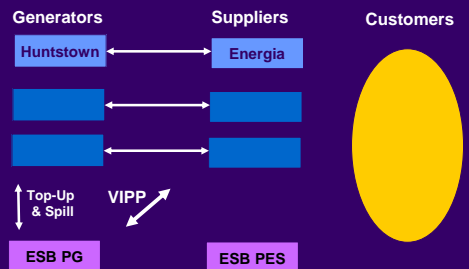 Generators Suppliers Customers
Huntstown Energia
Top-Up VIPP
& Spill
ESB PG ESB PES